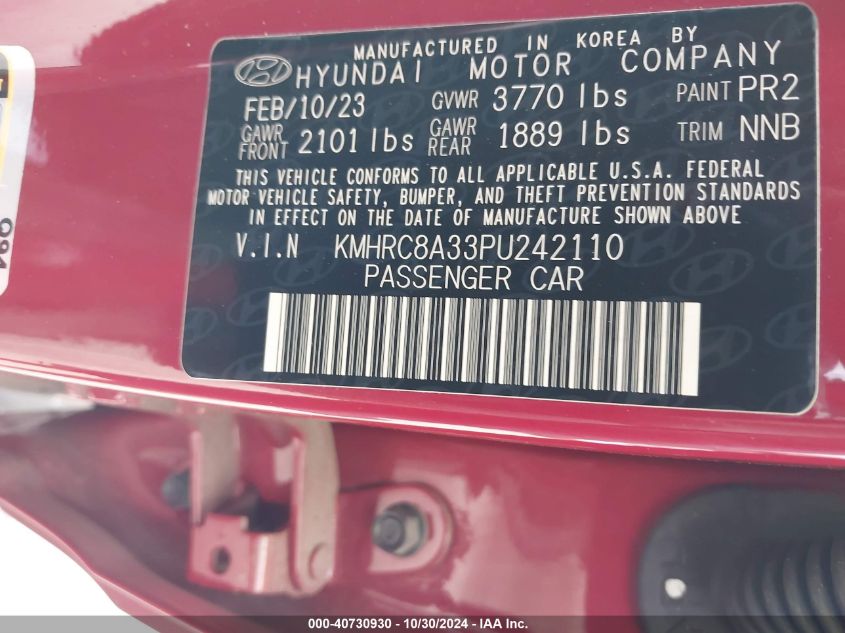 MANUFACTURED IN KOREA BY
HYUNDAI MOTOR COMPANY
FEB/10/23 GVWR 3770 lbs PAINT PR2
GAWR FRONT 2101 lbs GAWR REAR 1889 lbs TRIM NNB
THIS VEHICLE CONFORMS TO ALL APPLICABLE U.S.A. FEDERAL
MOTOR VEHICLE SAFETY, BUMPER, AND THEFT PREVENTION STANDARDS
IN EFFECT ON THE DATE OF MANUFACTURE SHOWN ABOVE
V.I.N KMHRC8A33PU242110
PASSENGER CAR
000-40730930 - 10/30/2024 - IAA Inc.